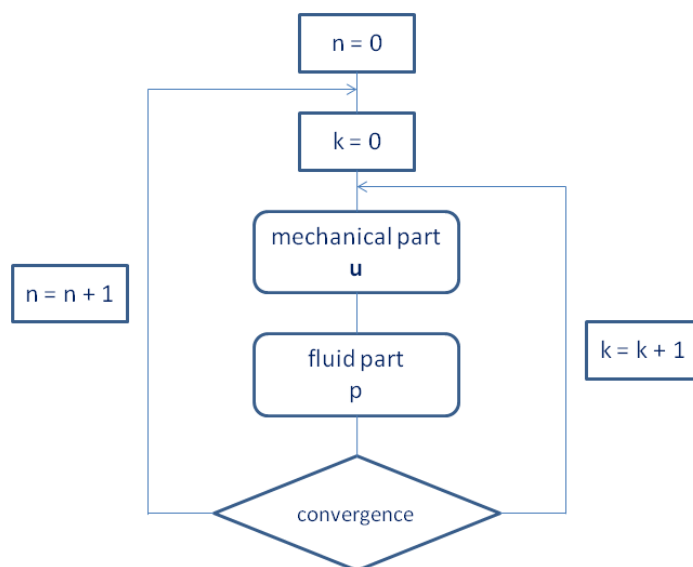 n = 0
k = 0
mechanical part
u
n = n + 1
fluid part
p
k = k + 1
convergence